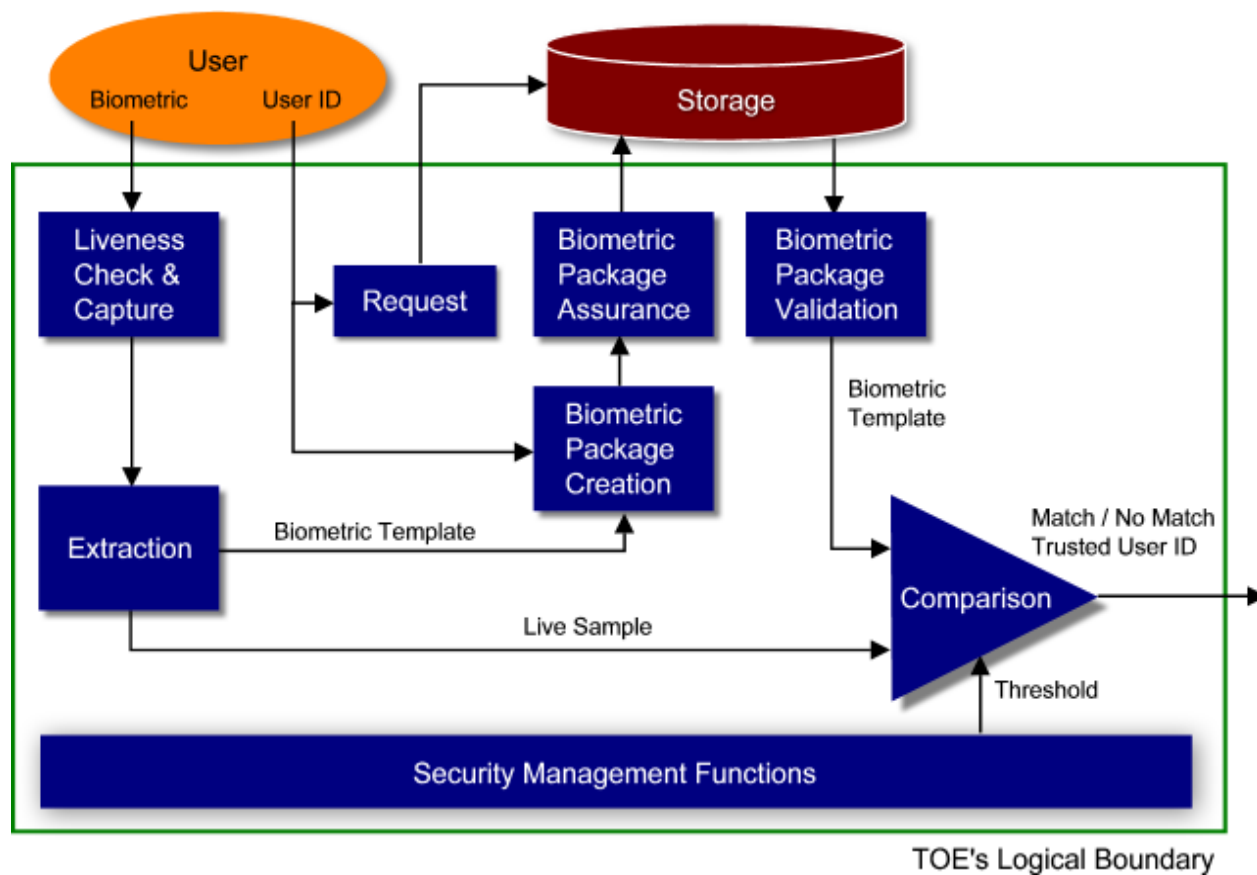 User
Biometric
User ID
Storage
Liveness
Check &
Capture
Request
Biometric
Package
Assurance
Biometric
Package
Validation
Biometric
Package
Creation
Biometric
Template
Extraction
Biometric Template
Live Sample
Comparison
Match / No Match
Trusted User ID
Threshold
Security Management Functions
TOE's Logical Boundary